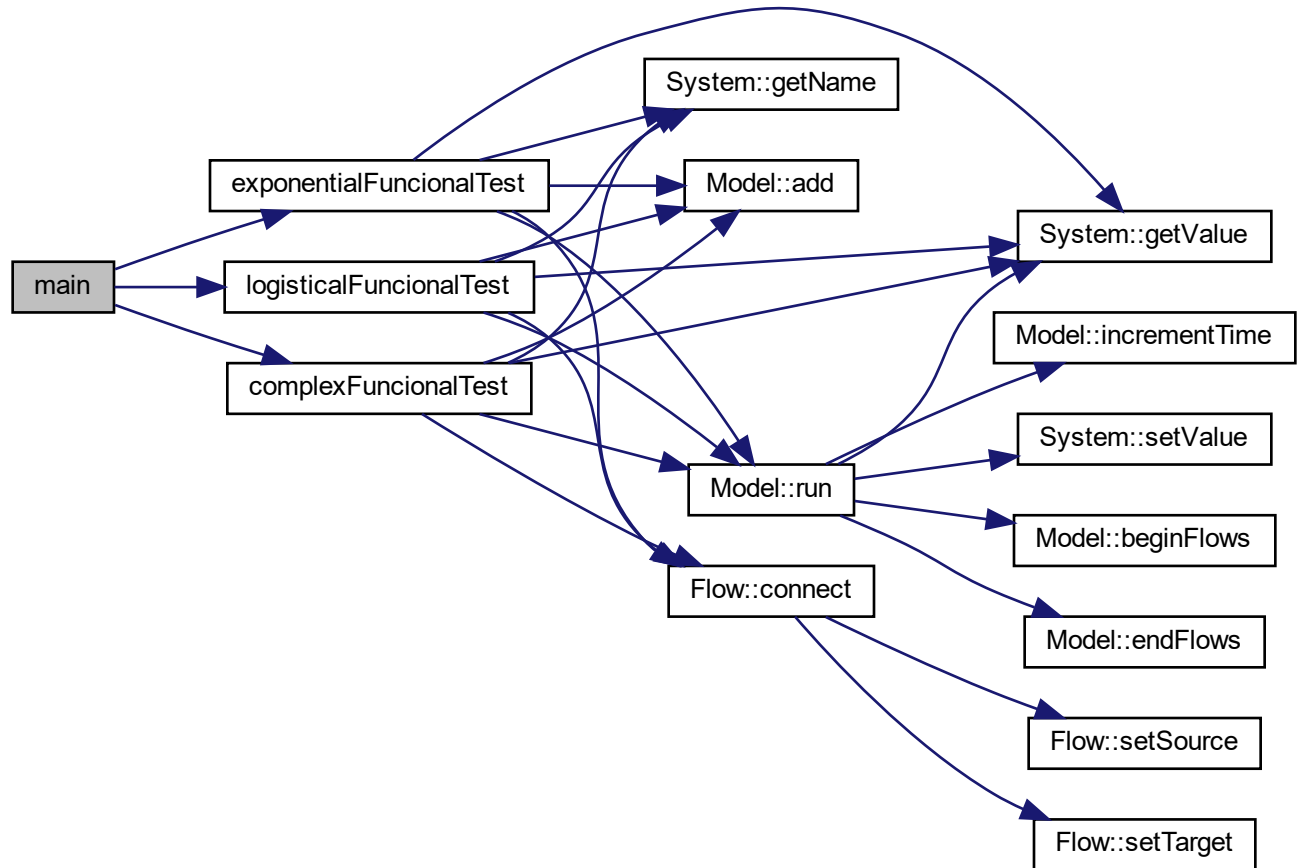 main
exponentialFuncionalTest
logisticalFuncionalTest
complexFuncionalTest
System::getName
Model::add
Model::run
Flow::connect
System::getValue
Model::incrementTime
System::setValue
Model::beginFlows
Model::endFlows
Flow::setSource
Flow::setTarget